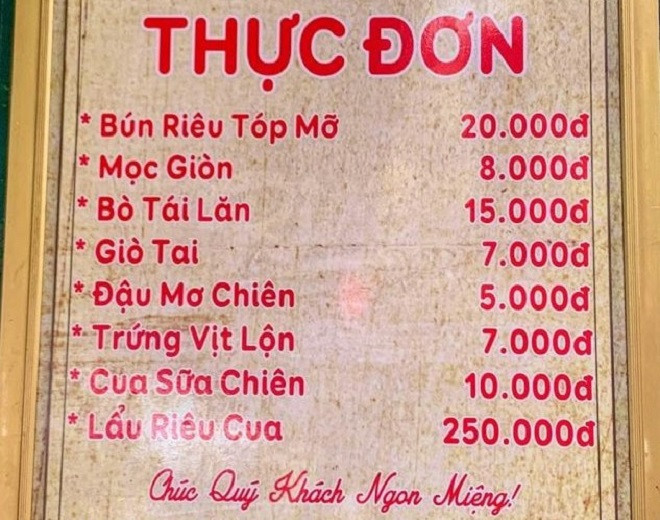 THỰC ĐƠN
* Bún Riêu Tóp Mỡ 20.000đ
* Mọc Giòn 8.000đ
* Bò Tái Lăn 15.000đ
* Giò Tai 7.000đ
* Đậu Mơ Chiên 5.000đ
* Trứng Vịt Lộn 7.000đ
* Cua Sữa Chiên 10.000đ
* Lẩu Riêu Cua 250.000đ
Chúc Quý Khách Ngon Miệng!